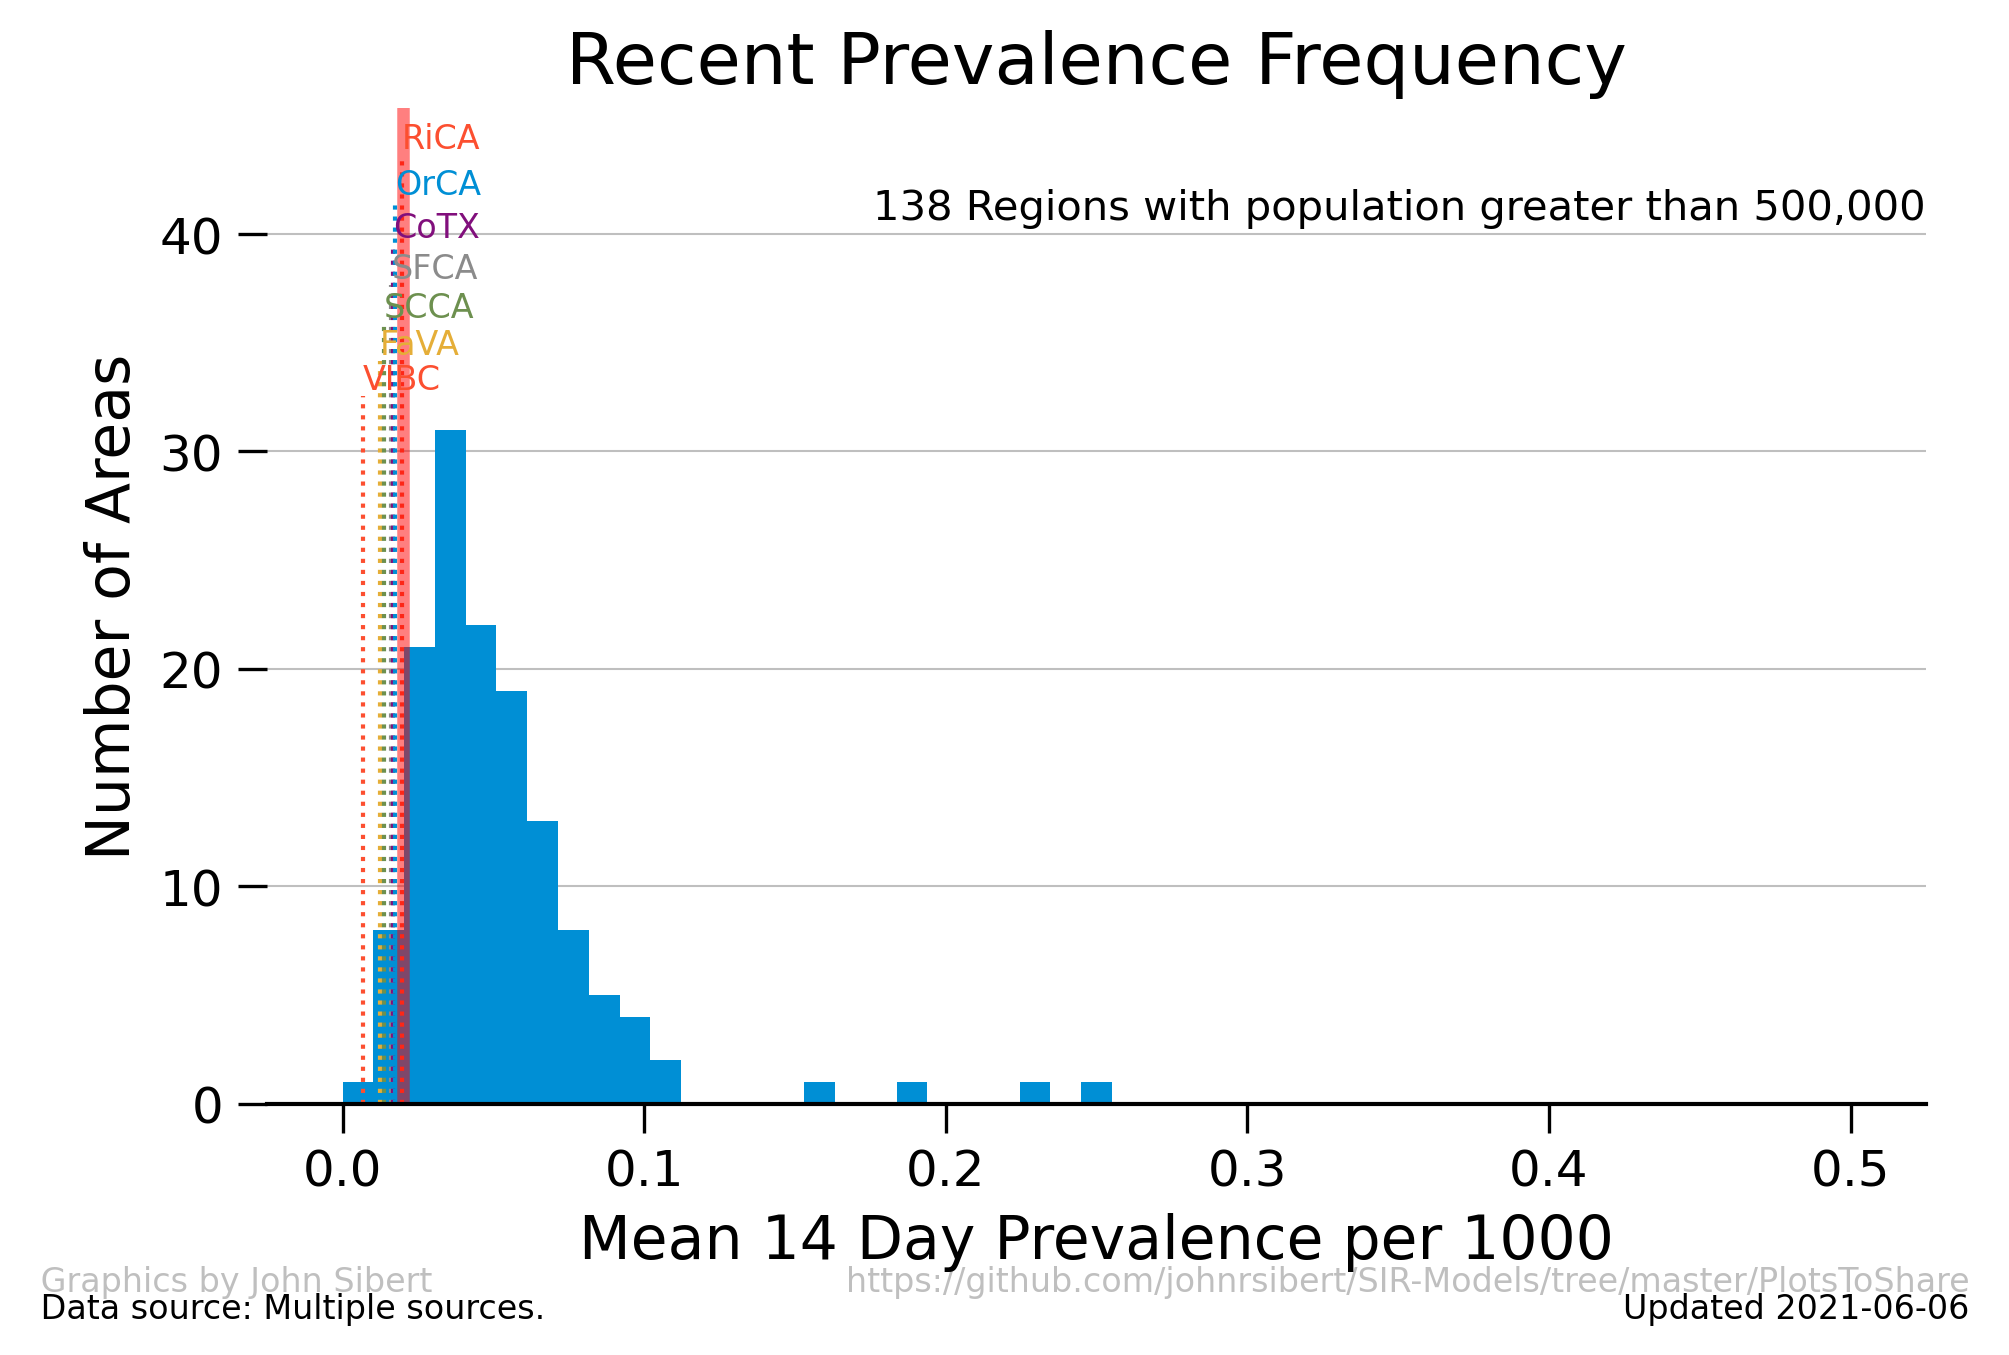 Recent Prevalence Frequency
RiCA
OrCA
138 Regions with population greater than 500,000
CoTX
SFCA
SCCA
FaVA
VIBC
40
30
20
10
0
Number of Areas
0.0 0.1 0.2 0.3 0.4 0.5
Mean 14 Day Prevalence per 1000
Graphics by John Sibert
https://github.com/johnrsibert/SIR-Models/tree/master/PlotsToShare
Data source: Multiple sources.
Updated 2021-06-06